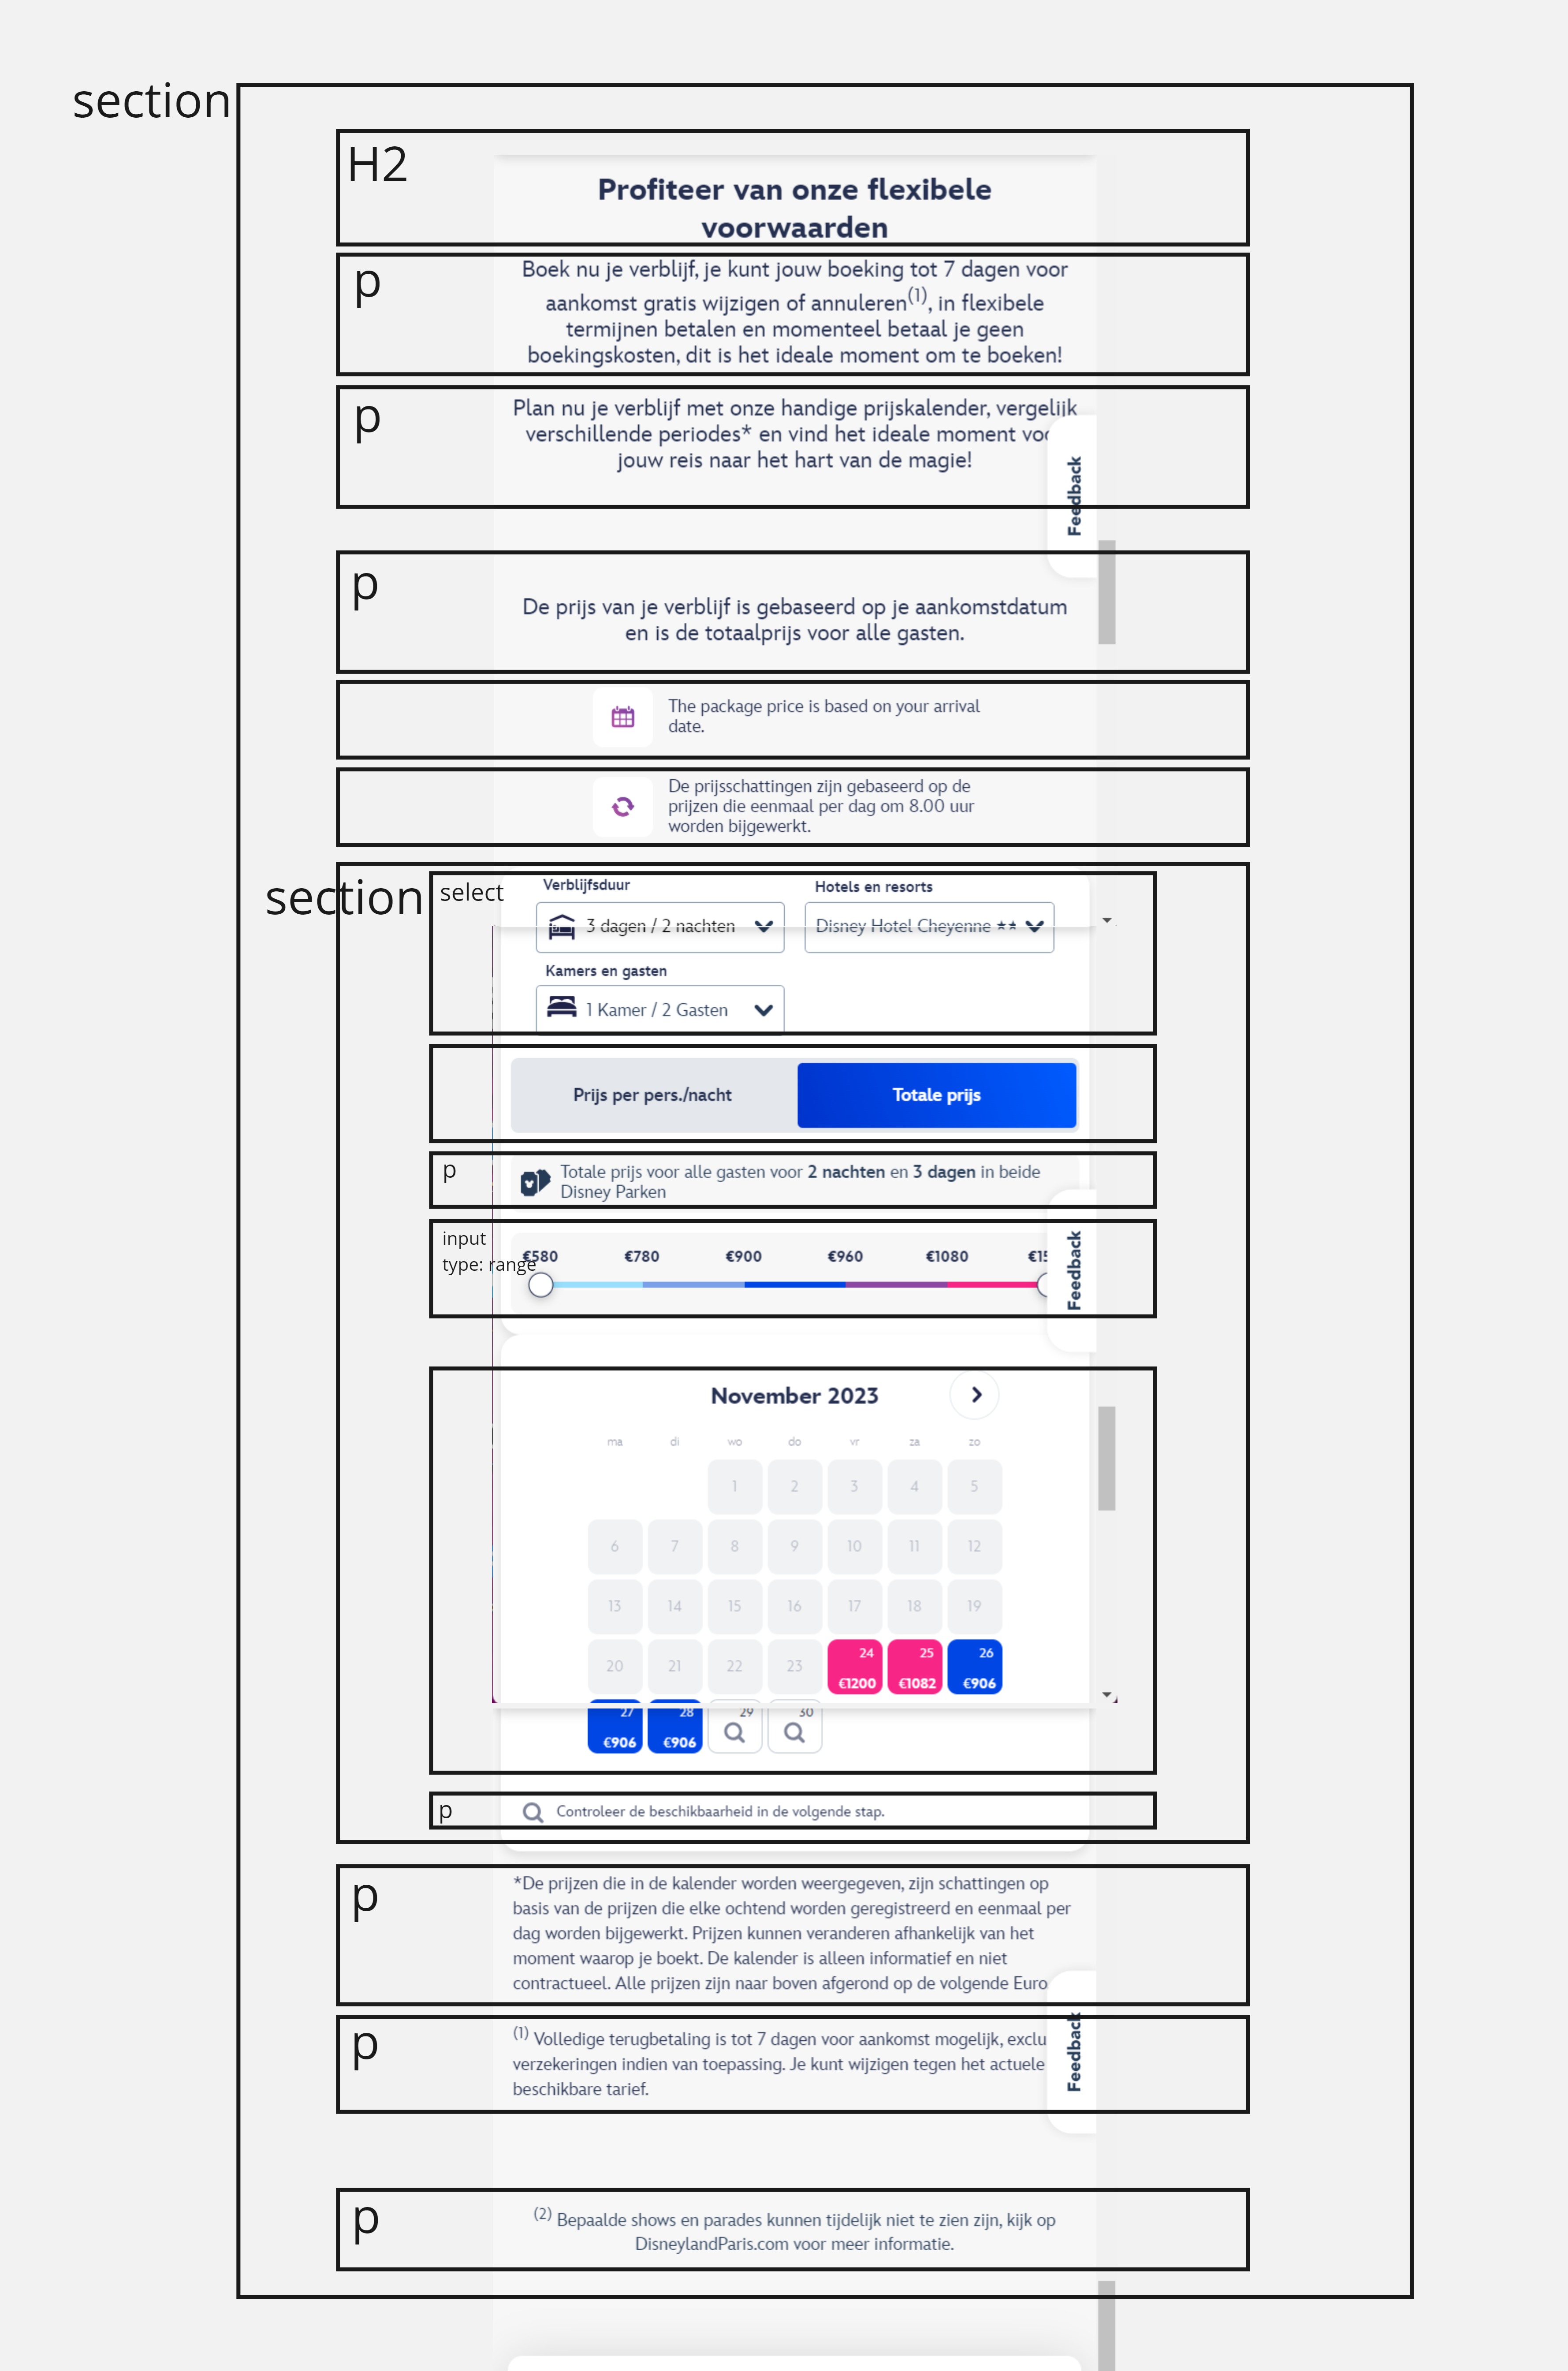 section
H2
Profiteer van onze flexibele
voorwaarden
p
Boek nu je verblijf, je kunt jouw boeking tot 7 dagen voor
aankomst gratis wijzigen of annuleren(1), in flexibele
termijnen betalen en momenteel betaal je geen
boekingskosten, dit is het ideale moment om te boeken!
p
Plan nu je verblijf met onze handige prijskalender, vergelijk
verschillende periodes* en vind het ideale moment
jouw reis naar het hart van de magie!
Feedback
p
De prijs van je verblijf is gebaseerd op je aankomstdatum
en is de totaalprijs voor alle gasten.
The package price is based on your arrival
date.
De prijsschattingen zijn gebaseerd op de
prijzen die eenmaal per dag om 8.00 uur
worden bijgewerkt.
section
select
Verblijfsduur
Hotels en resorts
3 dagen / 2 nachten
Disney Hotel Cheyenne ★★
Kamers en gasten
1 Kamer / 2 Gasten
Prijs per pers./nacht
Totale prijs
p
Totale prijs voor alle gasten voor 2 nachten en 3 dagen in beide
Disney Parken
input
type: range
€580 €780 €900 €960 €1080
Feedback
November 2023
ma di wo do vr za zo
1 2 3 4 5
6 7 8 9 10 11 12
13 14 15 16 17 18 19
20 21 22 23 24 25 26
€1200 €1082 €906
27 28 29 30
€906 €906
p
Controleer de beschikbaarheid in de volgende stap.
p
*De prijzen die in de kalender worden weergegeven, zijn schattingen op
basis van de prijzen die elke ochtend worden geregistreerd en eenmaal per
dag worden bijgewerkt. Prijzen kunnen veranderen afhankelijk van het
moment waarop je boekt. De kalender is alleen informatief en niet
contractueel. Alle prijzen zijn naar boven afgerond op de volgende Euro
p
(1) Volledige terugbetaling is tot 7 dagen voor aankomst mogelijk,
verzekeringen indien van toepassing. Je kunt wijzigen tegen het actuele
beschikbare tarief.
Feedback
p
(2) Bepaalde shows en parades kunnen tijdelijk niet te zien zijn, kijk op
DisneylandParis.com voor meer informatie.